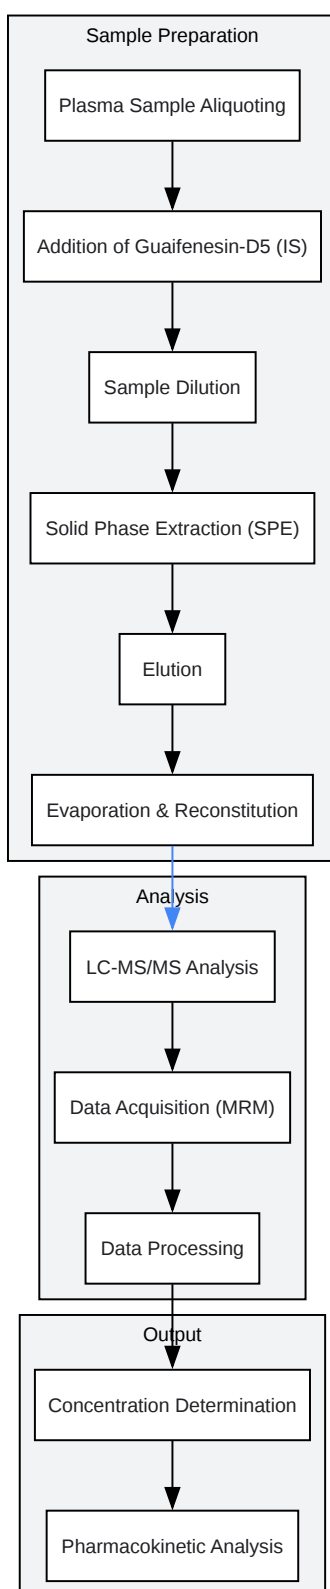 Sample Preparation
Plasma Sample Aliquoting
Addition of Guaifenesin-D5 (IS)
Sample Dilution
Solid Phase Extraction (SPE)
Elution
Evaporation & Reconstitution
Analysis
LC-MS/MS Analysis
Data Acquisition (MRM)
Data Processing
Output
Concentration Determination
Pharmacokinetic Analysis